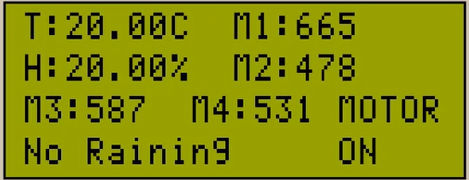 T:20.00C M1:665
H:20.00% M2:478
M3:587 M4:531 MOTOR
No Raining ON